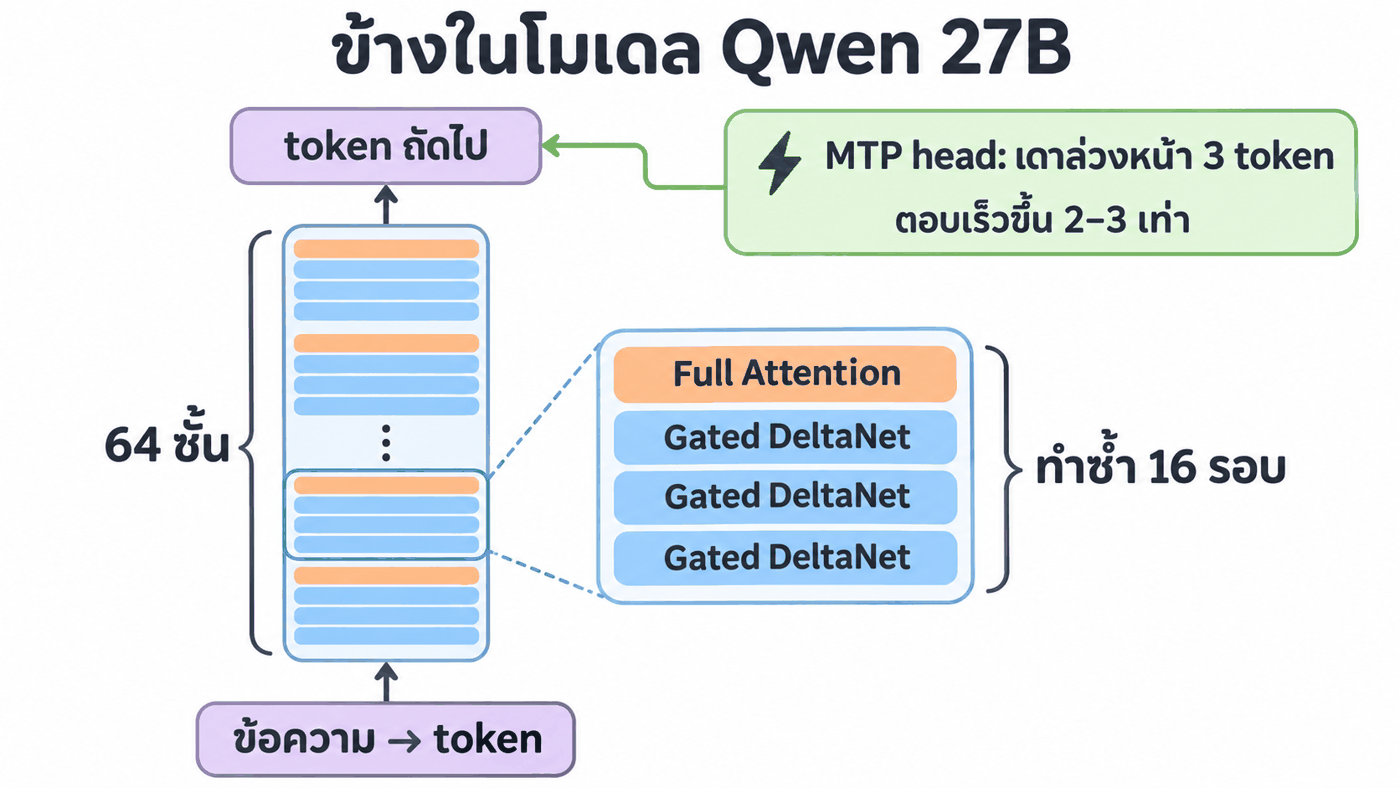 ข้างในโมเดล Qwen 27B
token ถัดไป
MTP head: เดาล่วงหน้า 3 token
ตอบเร็วขึ้น 2–3 เท่า
64 ชั้น
Full Attention
Gated DeltaNet
Gated DeltaNet
Gated DeltaNet
ทำซ้ำ 16 รอบ
ข้อความ → token